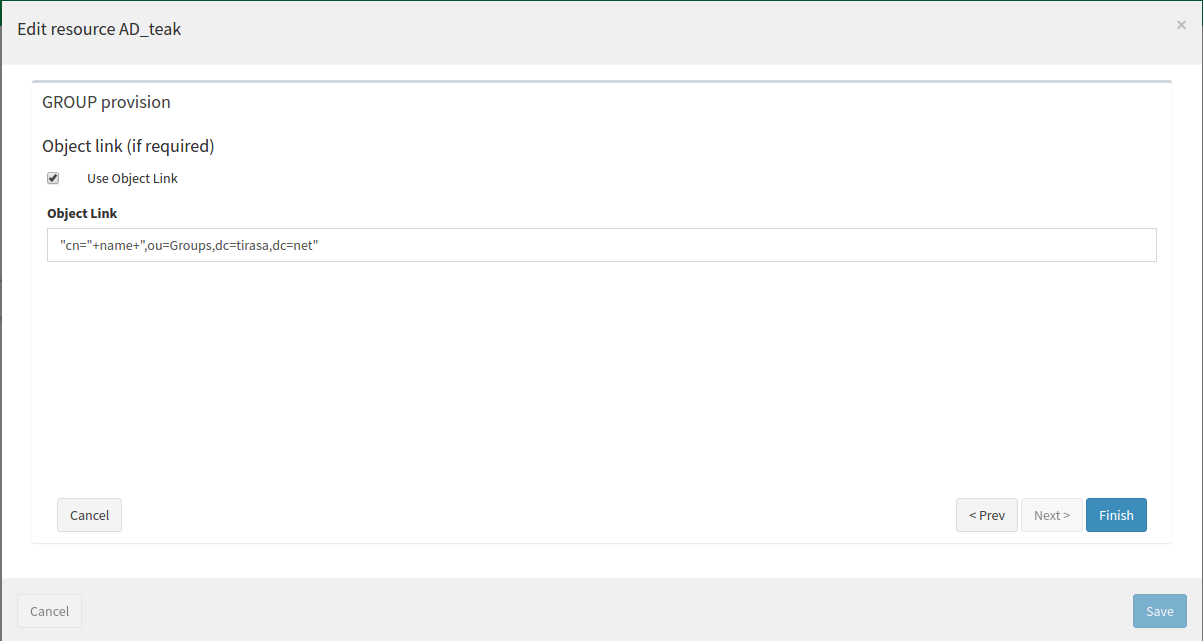 Edit resource AD_teak
×
GROUP provision
Object link (if required)
Use Object Link
Object Link
"cn="+name+",ou=Groups,dc=tirasa,dc=net"
Cancel
< Prev
Next >
Finish
Cancel
Save